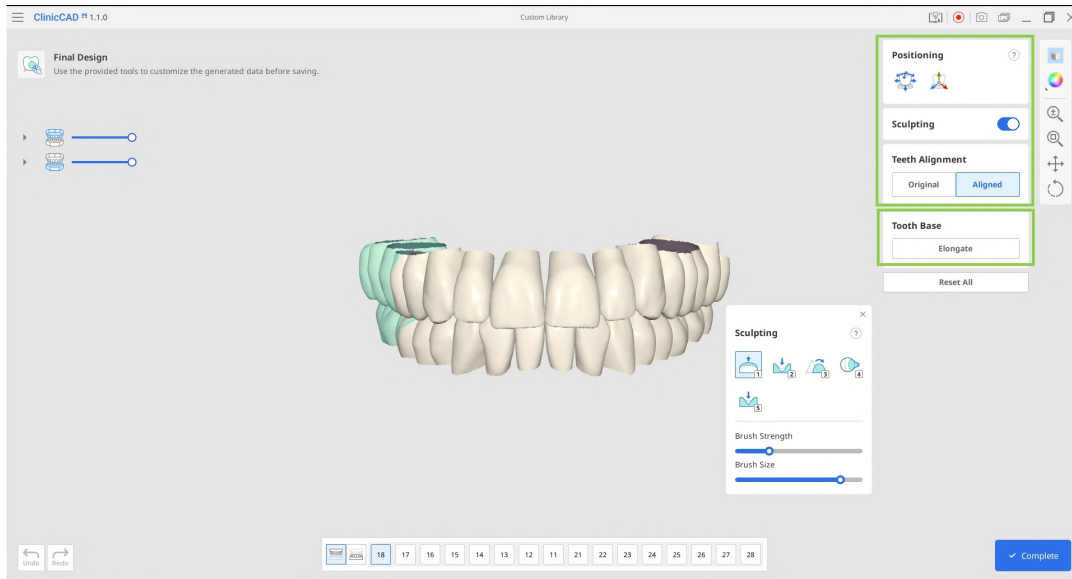 ClinicCAD 1.1.0
Custom Library
Final Design
Use the provided tools to customize the generated data before saving.
Positioning ?
Sculpting
Teeth Alignment
Original Aligned
Tooth Base
Elongate
Reset All
Sculpting ?
1 2 3 4
5
Brush Strength
Brush Size
Undo Redo
18 17 16 15 14 13 12 11 21 22 23 24 25 26 27 28
Complete